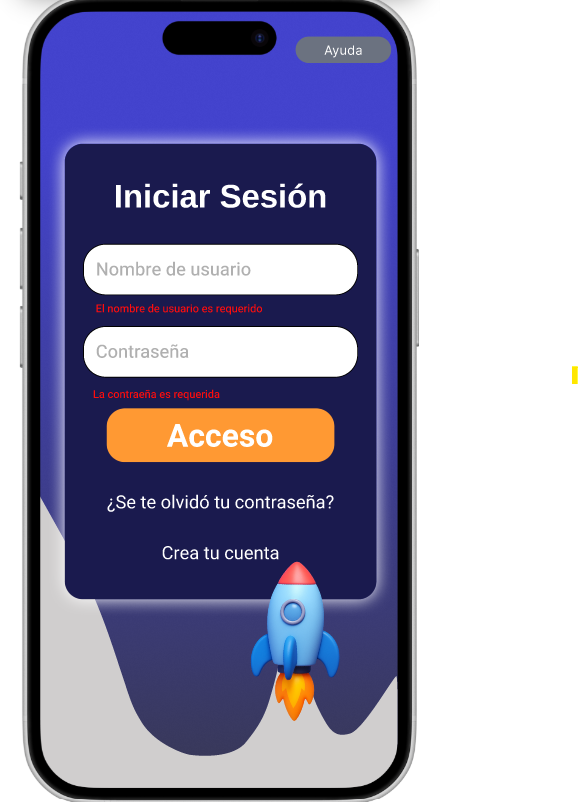 Ayuda
Iniciar Sesión
Nombre de usuario
El nombre de usuario es requerido
Contraseña
La contraeña es requerida
Acceso
¿Se te olvidó tu contraseña?
Crea tu cuenta